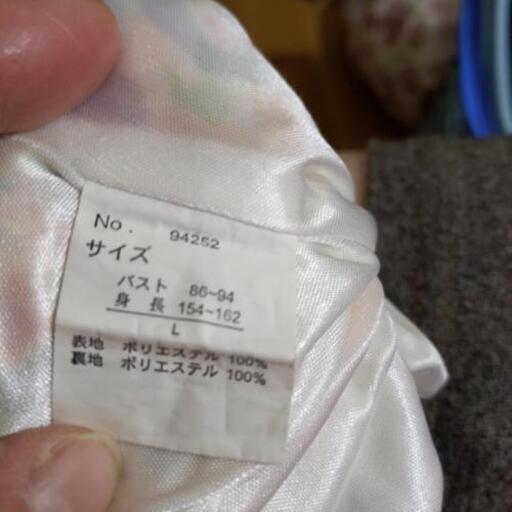 No. 94252
サイズ
バスト 86~94
身長 154~162
L
表地 ポリエステル 100%
裏地 ポリエステル 100%